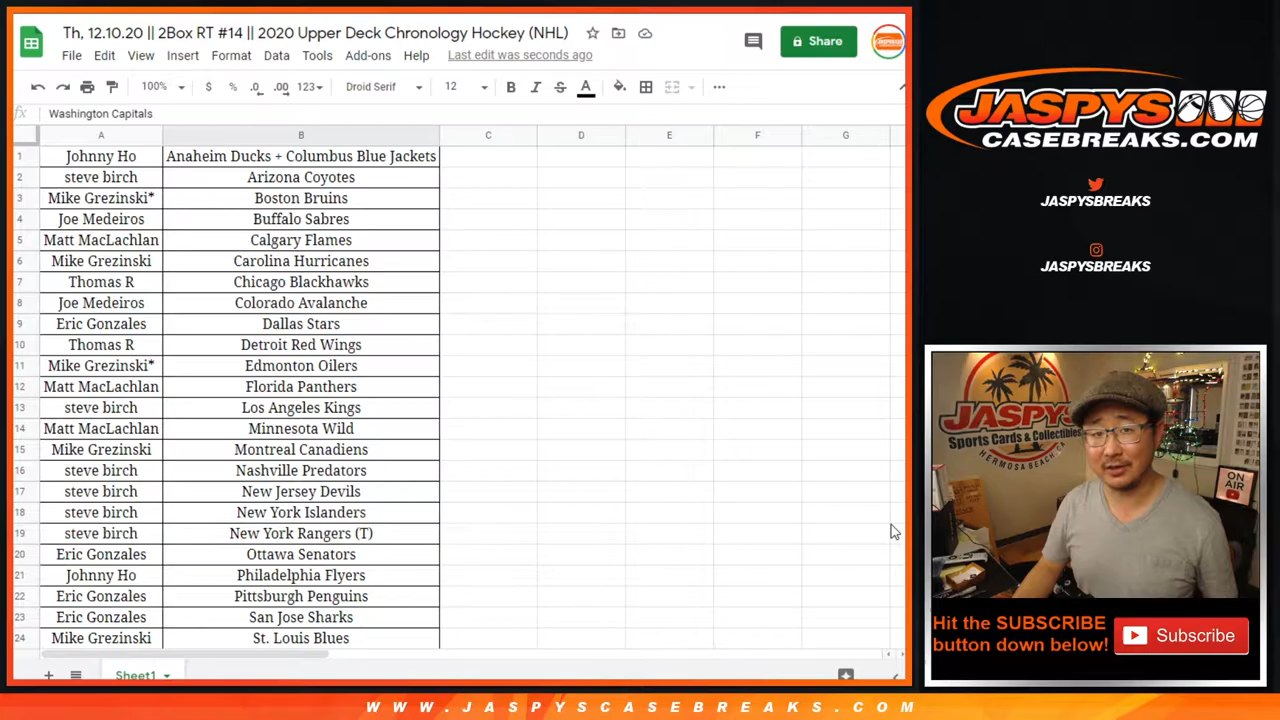 Th, 12.10.20 || 2Box RT #14 || 2020 Upper Deck Chronology Hockey (NHL)
File Edit View Insert Format Data Tools Add-ons Help Last edit was seconds ago
Share
100% $ % .0 .00 123 Droid Serif 12 B I S A
fx Washington Capitals
A B C D E F G
1 Johnny Ho Anaheim Ducks + Columbus Blue Jackets
2 steve birch Arizona Coyotes
3 Mike Grezinski* Boston Bruins
4 Joe Medeiros Buffalo Sabres
5 Matt MacLachlan Calgary Flames
6 Mike Grezinski Carolina Hurricanes
7 Thomas R Chicago Blackhawks
8 Joe Medeiros Colorado Avalanche
9 Eric Gonzales Dallas Stars
10 Thomas R Detroit Red Wings
11 Mike Grezinski* Edmonton Oilers
12 Matt MacLachlan Florida Panthers
13 steve birch Los Angeles Kings
14 Matt MacLachlan Minnesota Wild
15 Mike Grezinski Montreal Canadiens
16 steve birch Nashville Predators
17 steve birch New Jersey Devils
18 steve birch New York Islanders
19 steve birch New York Rangers (T)
20 Eric Gonzales Ottawa Senators
21 Johnny Ho Philadelphia Flyers
22 Eric Gonzales Pittsburgh Penguins
23 Eric Gonzales San Jose Sharks
24 Mike Grezinski St. Louis Blues
Sheet1
JASPYS
CASEBREAKS.COM
JASPYSBREAKS
JASPYSBREAKS
JASPYS
Sports Cards & Collectibles
HERMOSA BEACH
ON AIR
Hit the SUBSCRIBE
button down below!
Subscribe
WWW.JASPYSCASEBREAKS.COM